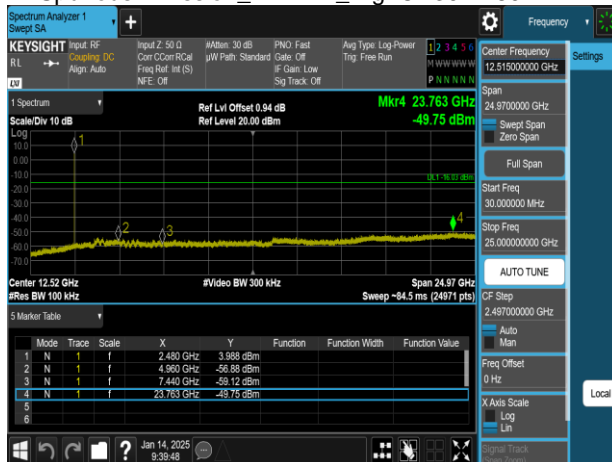 Spectrum Analyzer 1
Swept SA
Frequency
KEYSIGHT
RL
LXI
Input: RF
Coupling: DC
Align: Auto
Input Z: 50 Ω
Corr CCorr RCal
Freq Ref: Int (S)
NFE: Off
#Atten: 30 dB
µW Path: Standard
PNO: Fast
Gate: Off
IF Gain: Low
Sig Track: Off
Avg Type: Log-Power
Trig: Free Run
1 2 3 4 5 6
M W W W W W
P N N N N N
Center Frequency
12.515000000 GHz
Settings
Span
24.9700000 GHz
Swept Span
Zero Span
Full Span
Start Freq
30.000000 MHz
Stop Freq
25.000000000 GHz
AUTO TUNE
CF Step
2.497000000 GHz
Auto
Man
Freq Offset
0 Hz
X Axis Scale
Log
Lin
Signal Track
Local
1 Spectrum
Scale/Div 10 dB
Ref Lvl Offset 0.94 dB
Ref Level 20.00 dBm
Mkr4 23.763 GHz
-49.75 dBm
Log
10.0
0.00
-10.0
-20.0
-30.0
-40.0
-50.0
-60.0
-70.0
1
DL1 -16.03 dBm
2
3
4
Center 12.52 GHz
#Res BW 100 kHz
#Video BW 300 kHz
Span 24.97 GHz
Sweep ~84.5 ms (24971 pts)
5 Marker Table
Mode Trace Scale X Y Function Function Width Function Value
1 N 1 f 2.480 GHz 3.988 dBm
2 N 1 f 4.960 GHz -56.88 dBm
3 N 1 f 7.440 GHz -59.12 dBm
4 N 1 f 23.763 GHz -49.75 dBm
5
6
?
Jan 14, 2025
9:39:48